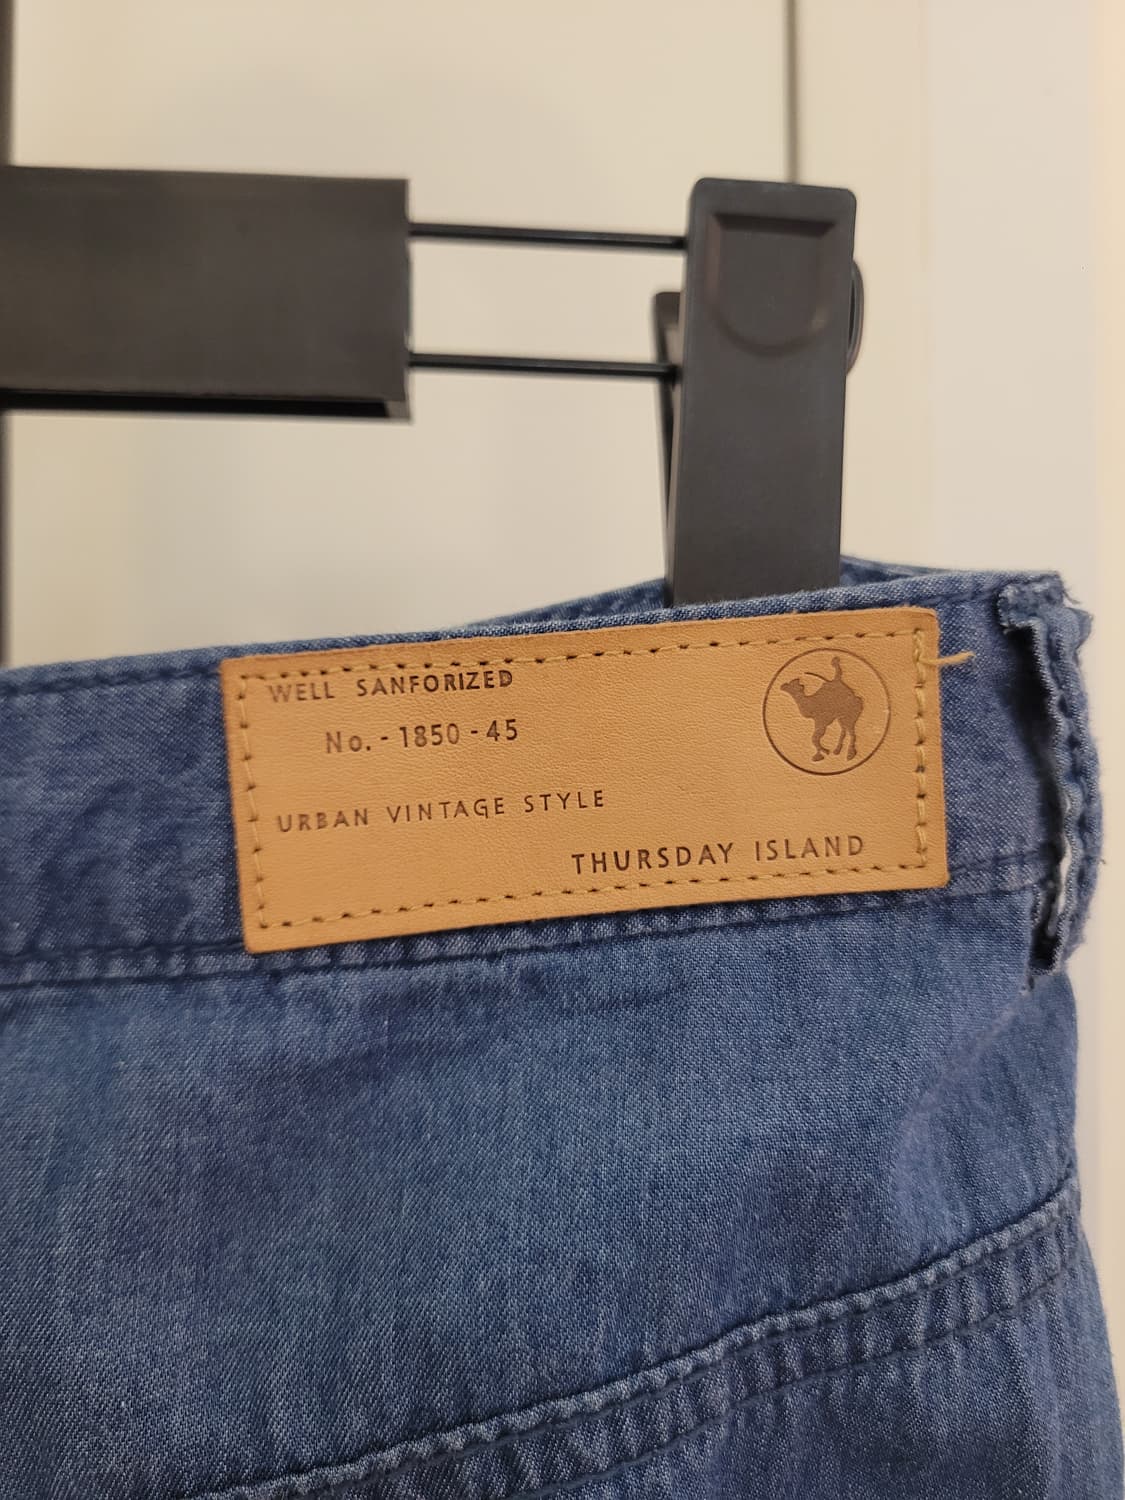 WELL SANFORIZED
No. - 1850 - 45
URBAN VINTAGE STYLE
THURSDAY ISLAND